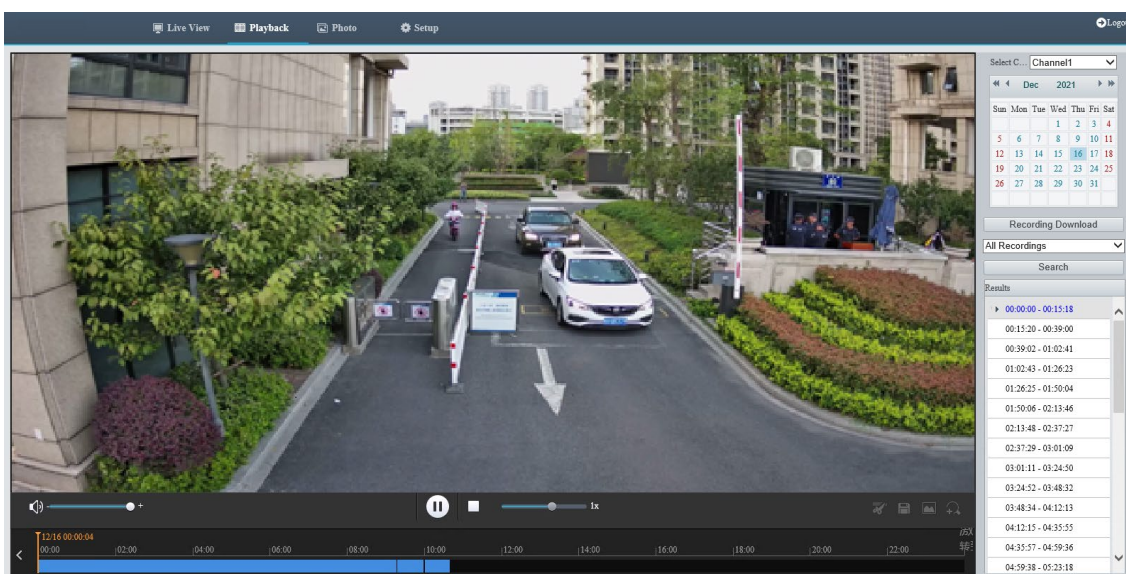 Live View Playback Photo Setup Logo
Select C... Channel1
Dec 2021
Sun Mon Tue Wed Thu Fri Sat
1 2 3 4
5 6 7 8 9 10 11
12 13 14 15 16 17 18
19 20 21 22 23 24 25
26 27 28 29 30 31
Recording Download
All Recordings
Search
Results
00:00:00 - 00:15:18
00:15:20 - 00:39:00
00:39:02 - 01:02:41
01:02:43 - 01:26:23
01:26:25 - 01:50:04
01:50:06 - 02:13:46
02:13:48 - 02:37:27
02:37:29 - 03:01:09
03:01:11 - 03:24:50
03:24:52 - 03:48:32
03:48:34 - 04:12:13
04:12:15 - 04:35:55
04:35:57 - 04:59:36
04:59:38 - 05:23:18
+ 1x
12/16 00:00:04
00:00 02:00 04:00 06:00 08:00 10:00 12:00 14:00 16:00 18:00 20:00 22:00